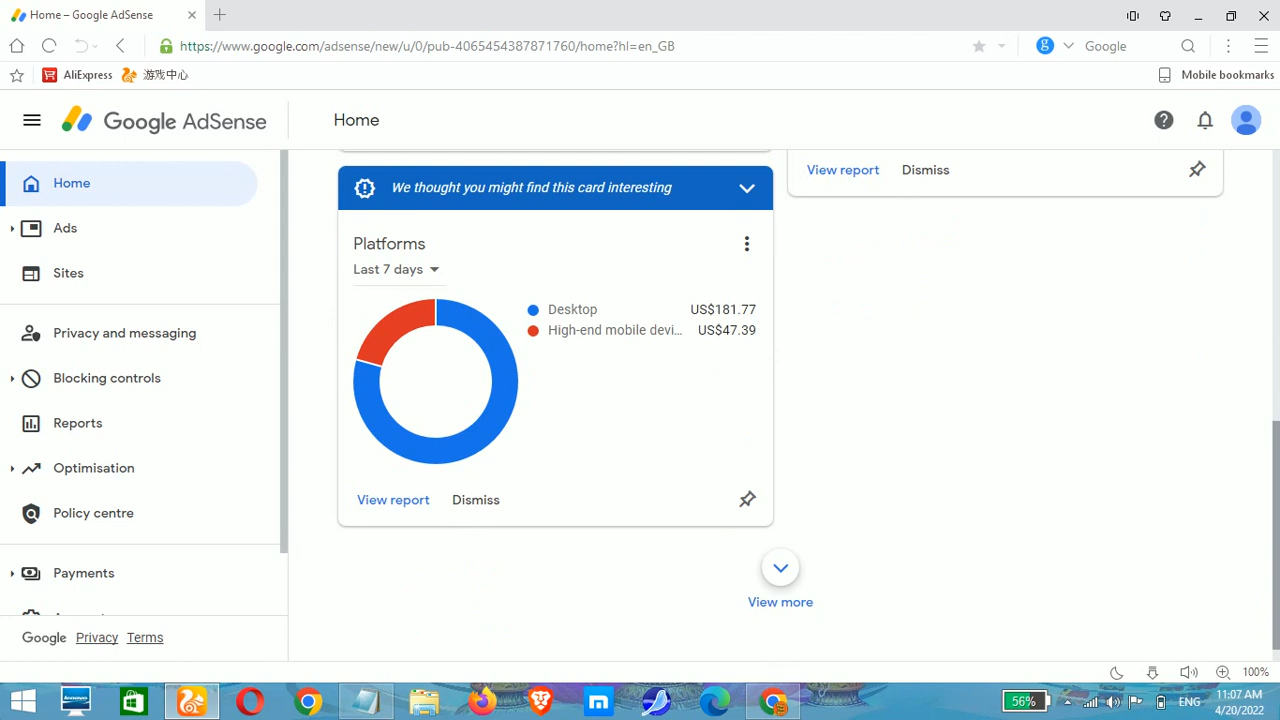 Home – Google AdSense
https://www.google.com/adsense/new/u/0/pub-4065454387871760/home?hl=en_GB
Google
AliExpress
游戏中心
Mobile bookmarks
Google AdSense
Home
Home
Ads
Sites
Privacy and messaging
Blocking controls
Reports
Optimisation
Policy centre
Payments
Google Privacy Terms
View report Dismiss
We thought you might find this card interesting
Platforms
Last 7 days
Desktop US$181.77
High-end mobile devi... US$47.39
View report Dismiss
View more
100%
lenovo
56%
ENG
11:07 AM
4/20/2022